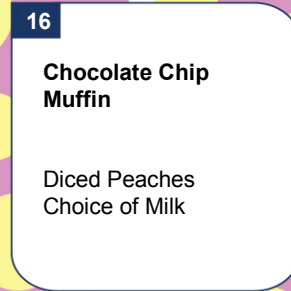 16
Chocolate Chip
Muffin
Diced Peaches
Choice of Milk